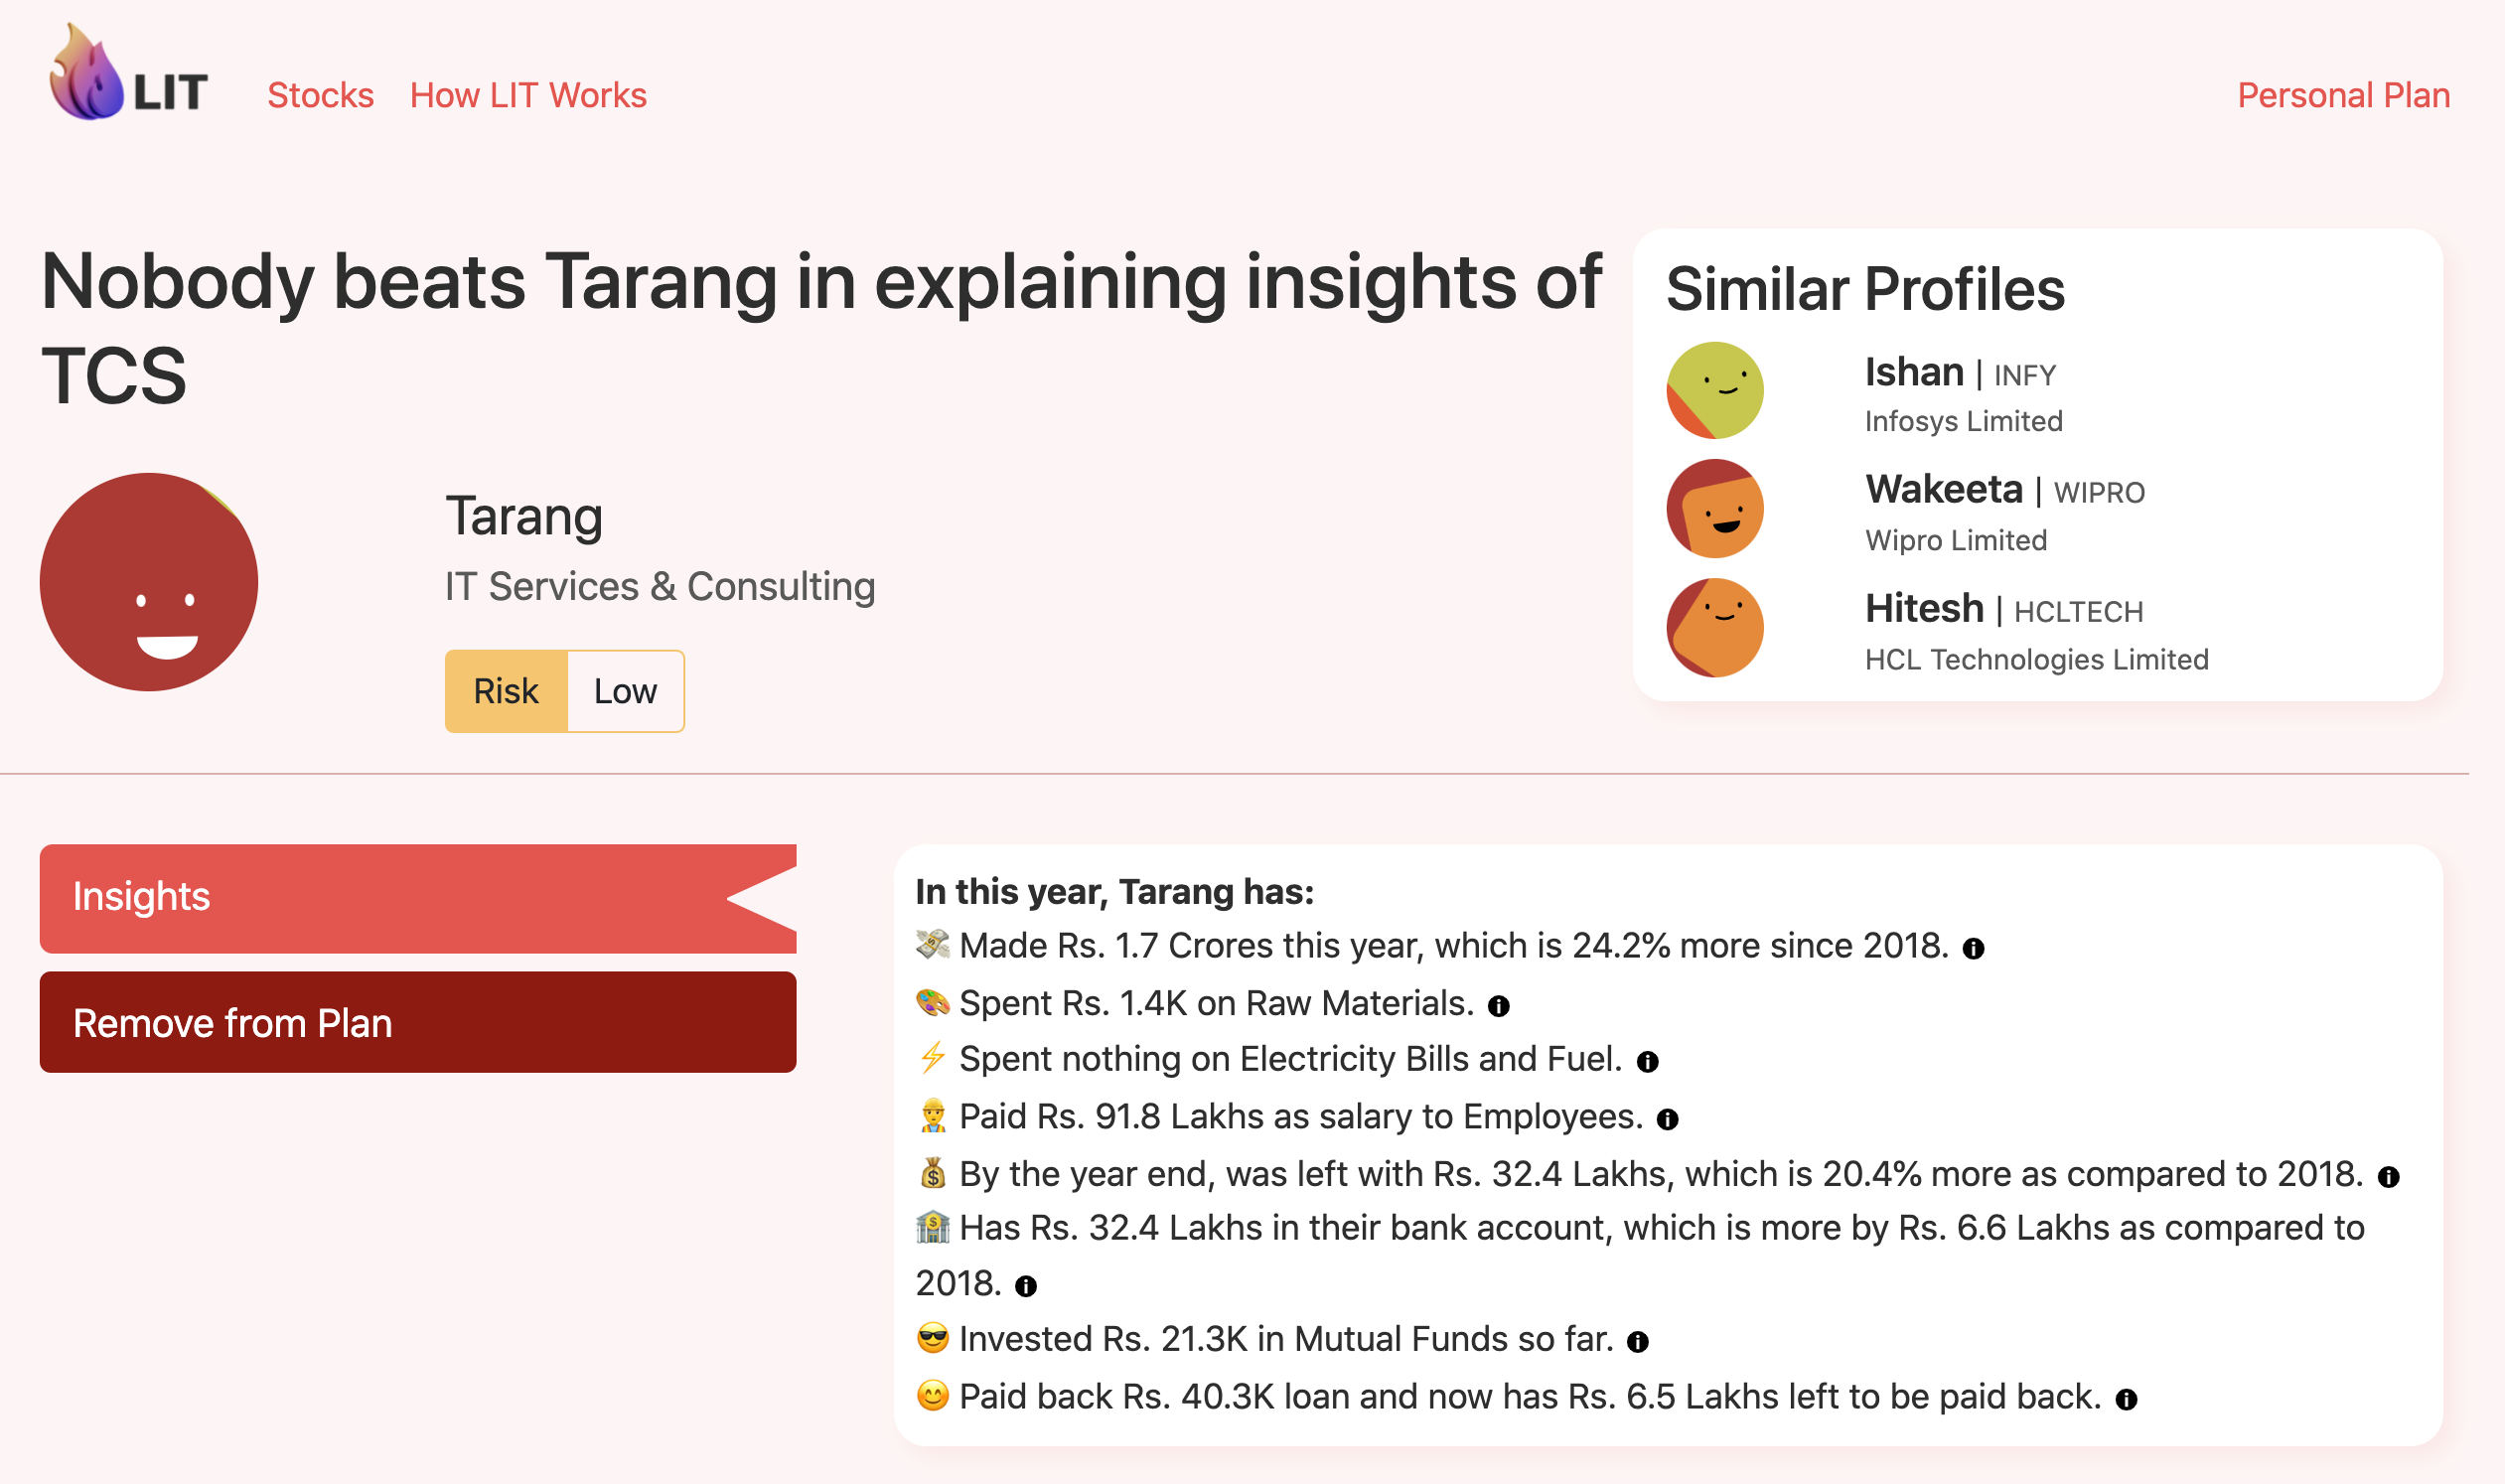 LIT
Stocks
How LIT Works
Personal Plan
Nobody beats Tarang in explaining insights of
TCS
Tarang
IT Services & Consulting
Risk
Low
Similar Profiles
Ishan | INFY
Infosys Limited
Wakeeta | WIPRO
Wipro Limited
Hitesh | HCLTECH
HCL Technologies Limited
Insights
Remove from Plan
In this year, Tarang has:
💸 Made Rs. 1.7 Crores this year, which is 24.2% more since 2018.
🎨 Spent Rs. 1.4K on Raw Materials.
⚡ Spent nothing on Electricity Bills and Fuel.
👷 Paid Rs. 91.8 Lakhs as salary to Employees.
💰 By the year end, was left with Rs. 32.4 Lakhs, which is 20.4% more as compared to 2018.
🏦 Has Rs. 32.4 Lakhs in their bank account, which is more by Rs. 6.6 Lakhs as compared to
2018.
😎 Invested Rs. 21.3K in Mutual Funds so far.
😊 Paid back Rs. 40.3K loan and now has Rs. 6.5 Lakhs left to be paid back.